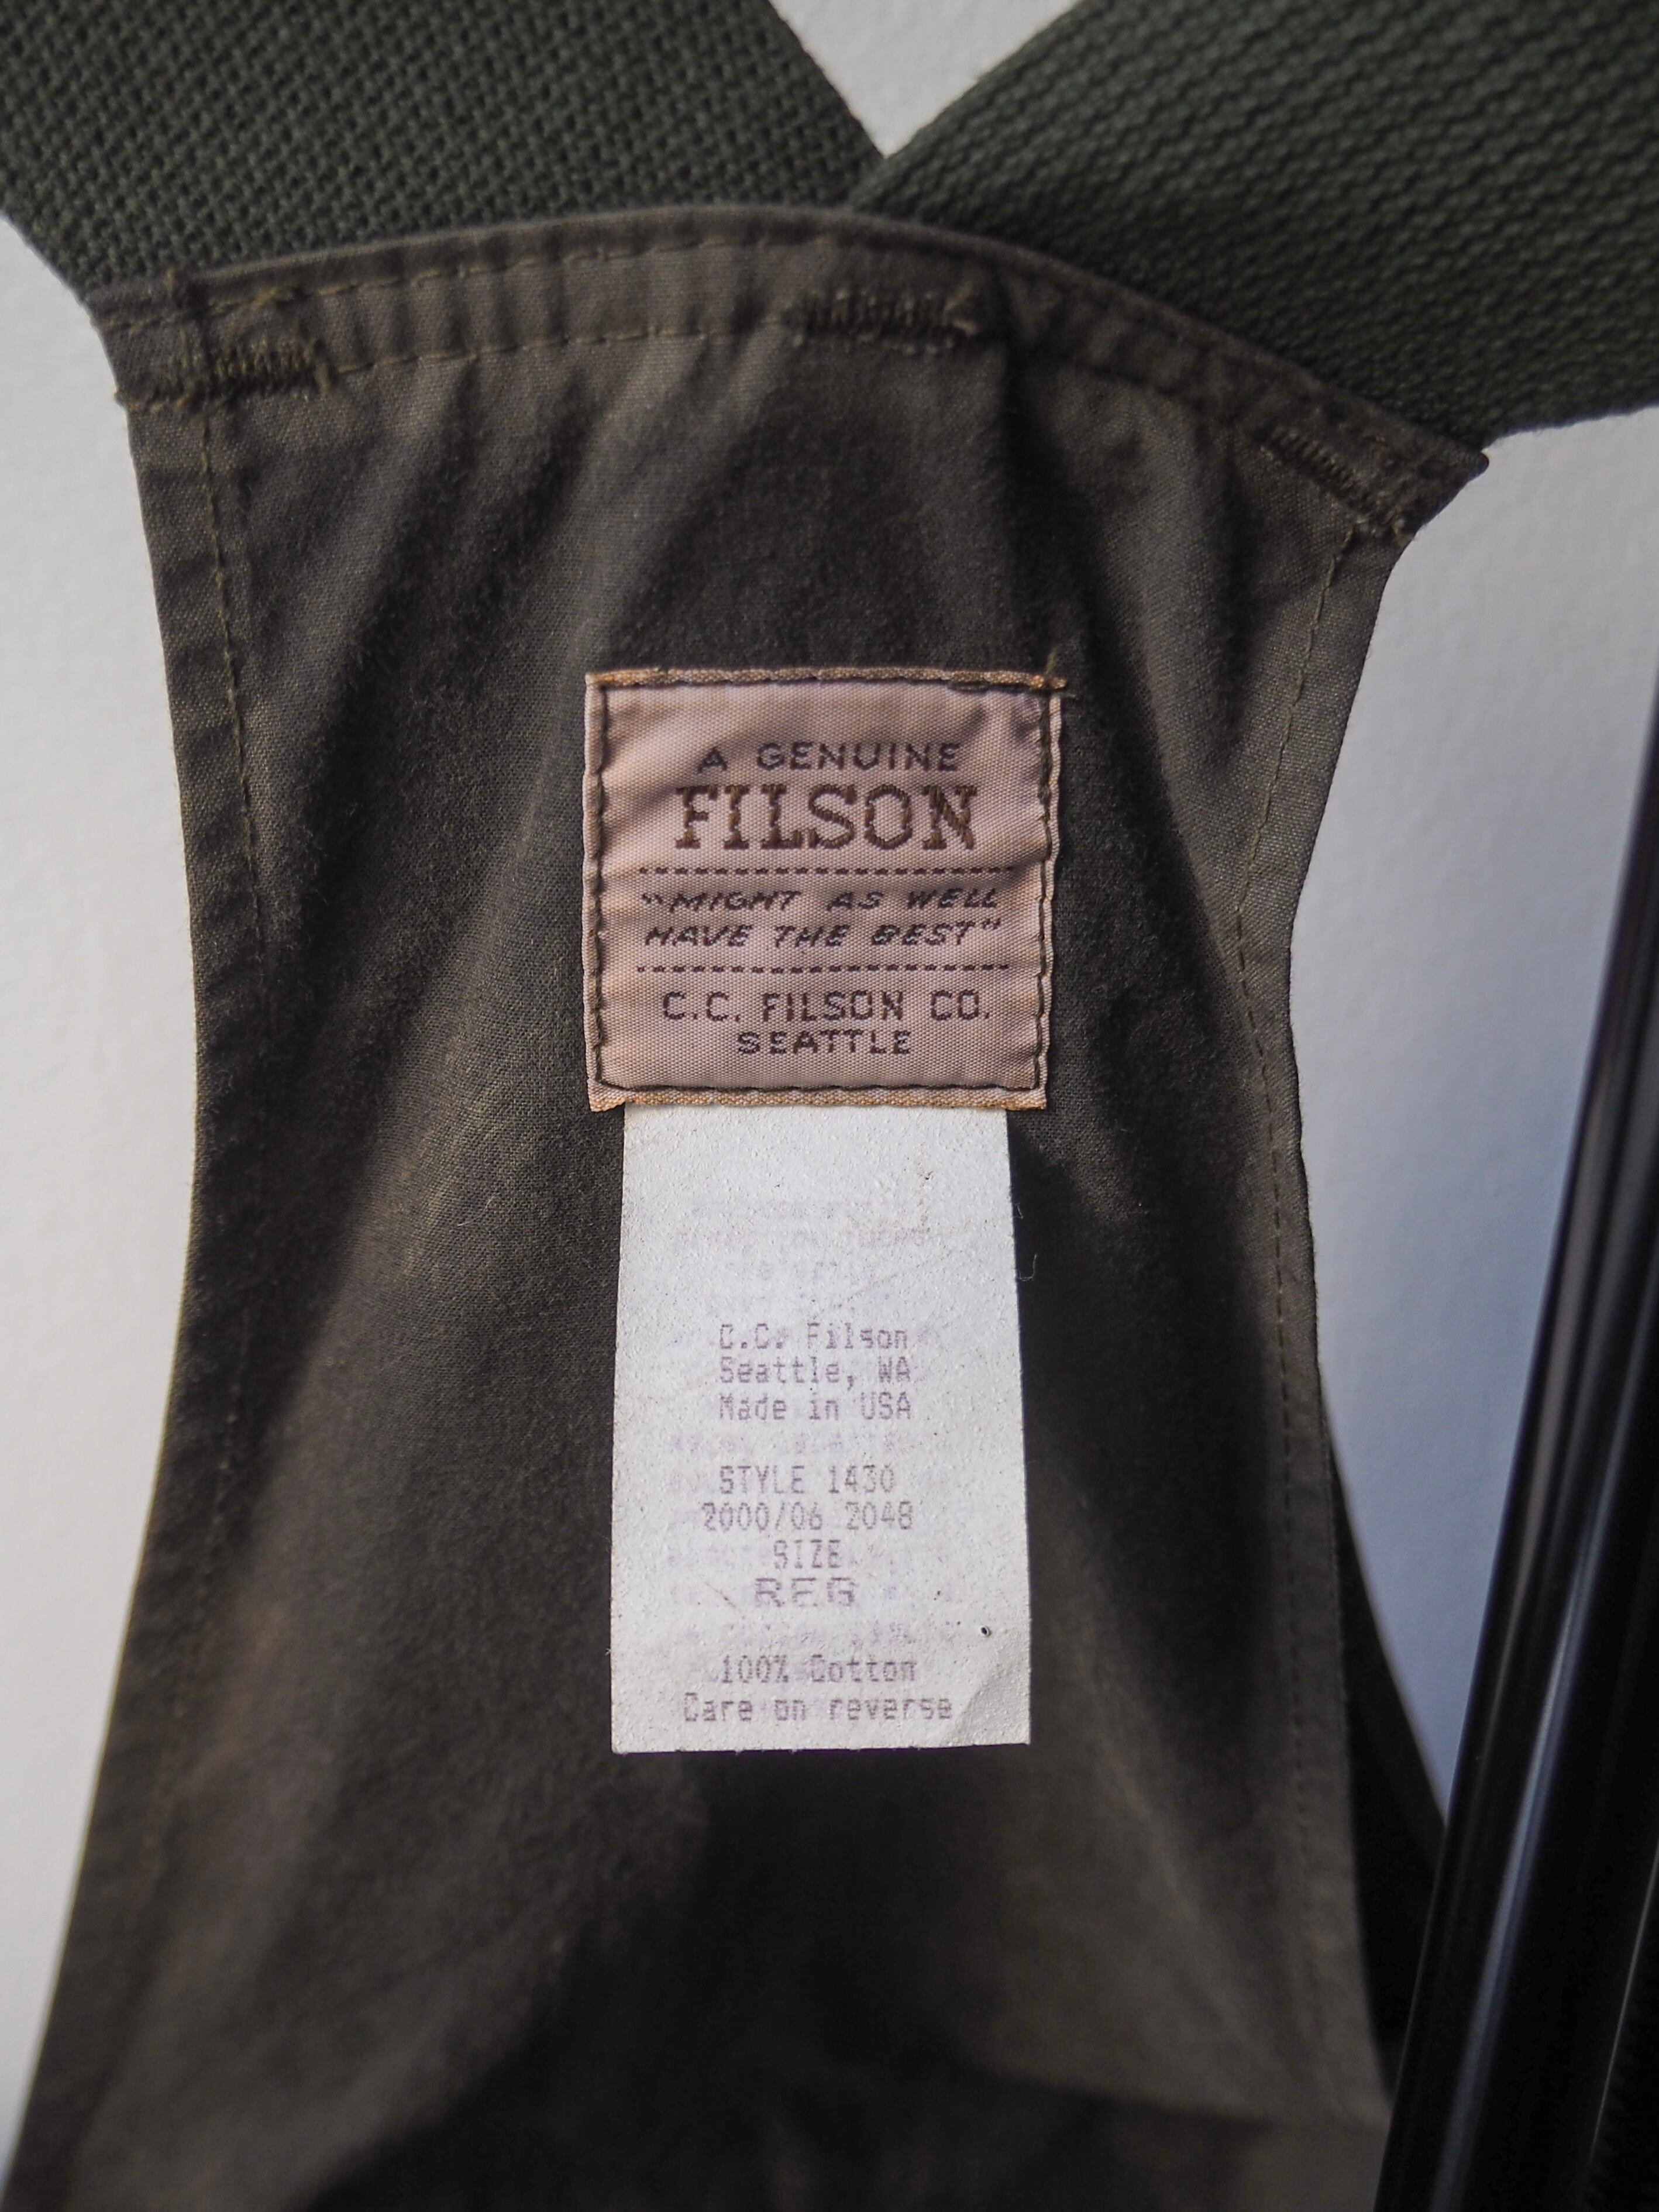 A GENUINE
FILSON
"MIGHT AS WELL
HAVE THE BEST"
C.C. FILSON CO.
SEATTLE
C.C. Filson
Seattle, WA
Made in USA
STYLE 1430
2000/06 2048
SIZE
REG
100% Cotton
Care on reverse